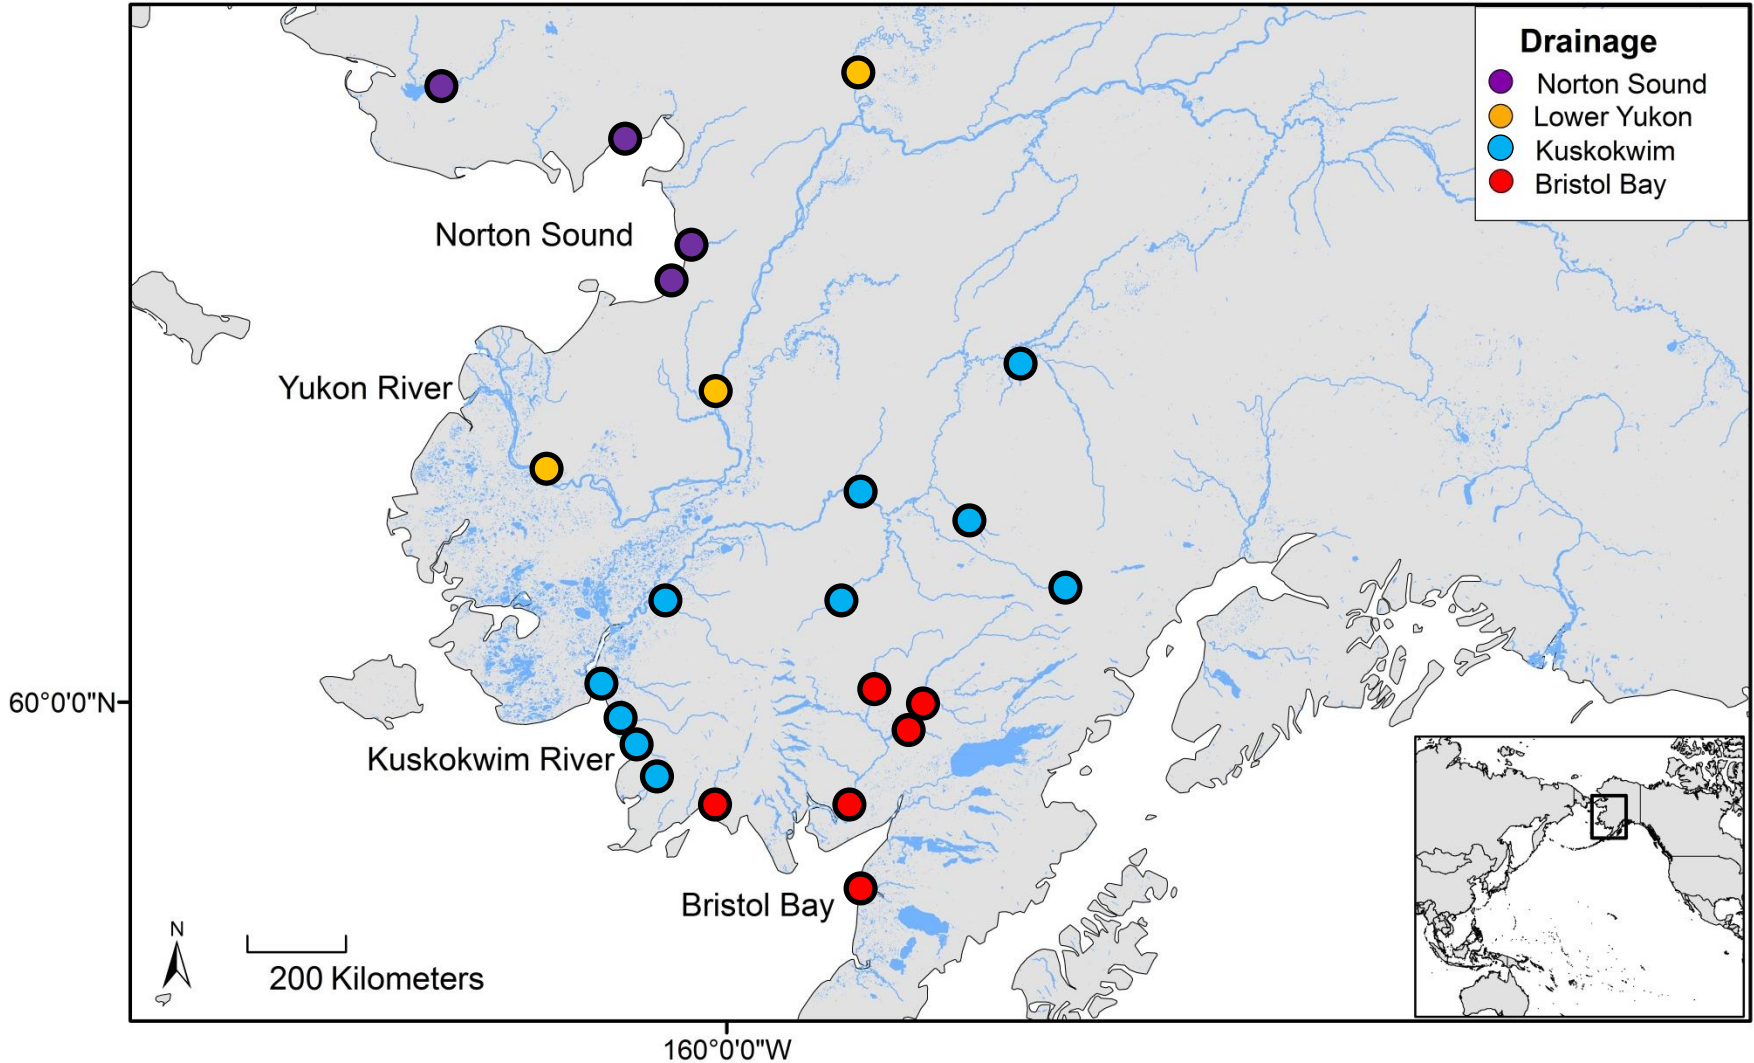 Drainage
Norton Sound
Lower Yukon
Kuskokwim
Bristol Bay
Norton Sound
Yukon River
60°0'0"N
Kuskokwim River
Bristol Bay
N
200 Kilometers
160°0'0"W